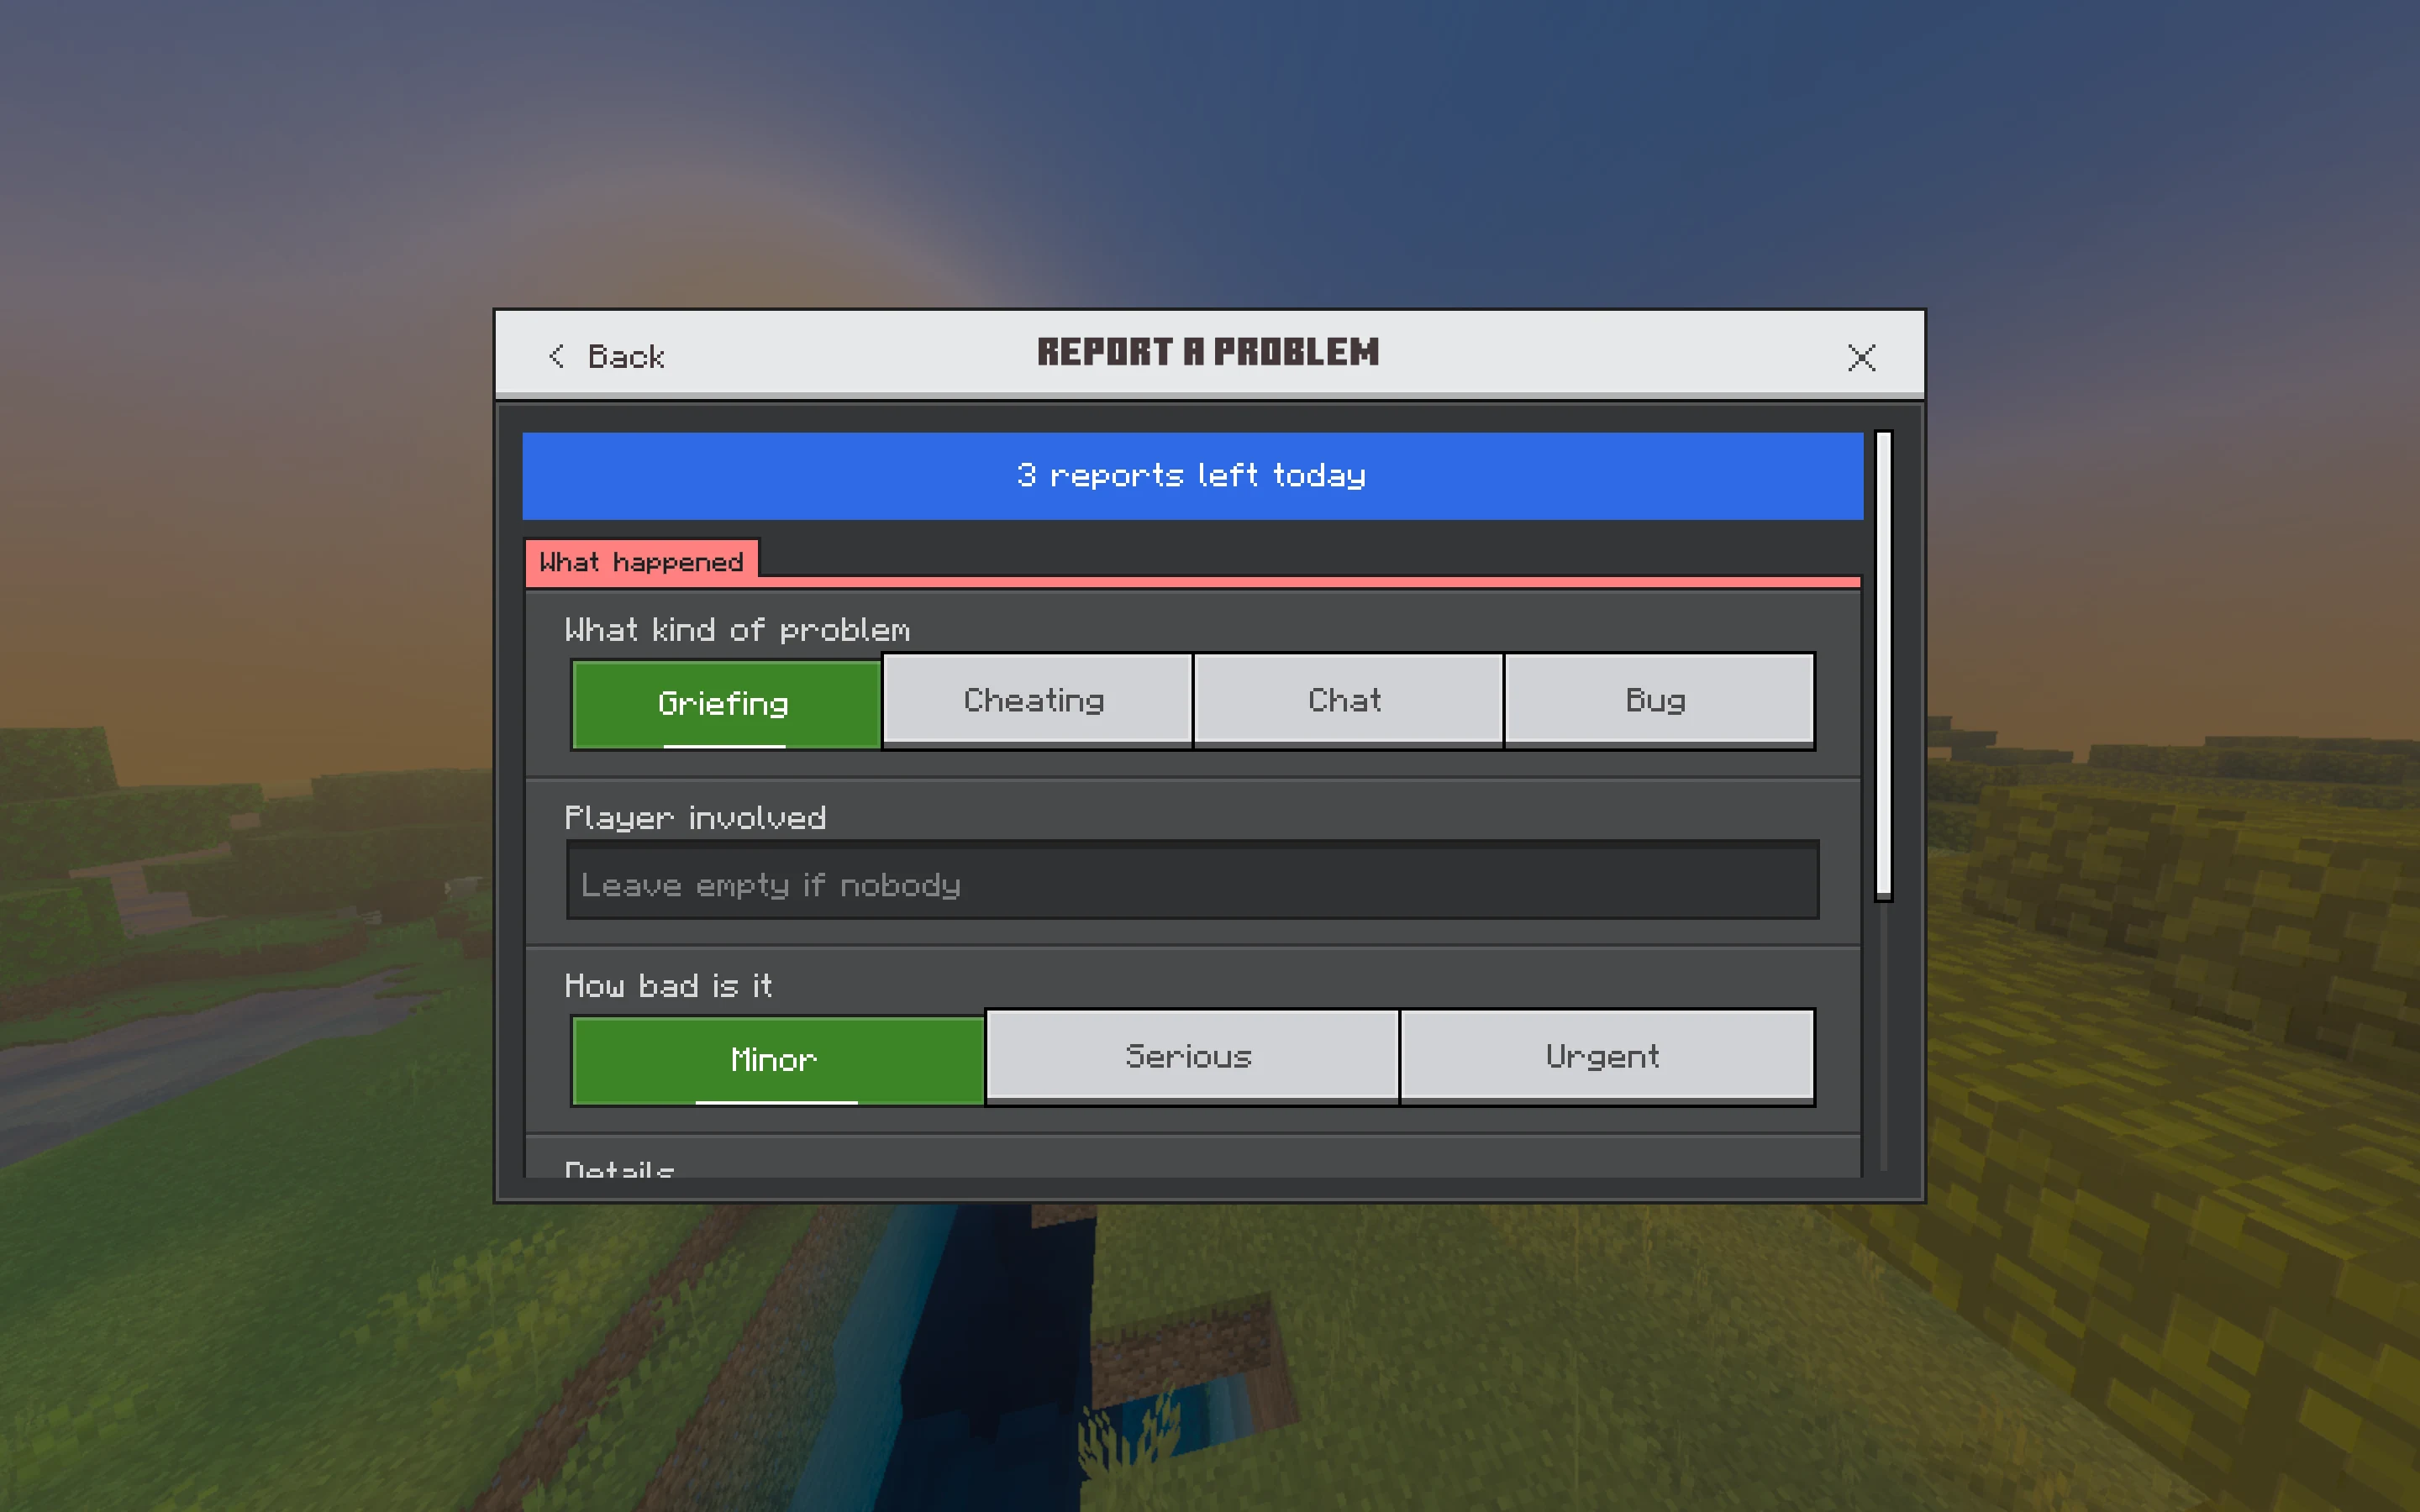 Back
REPORT A PROBLEM
3 reports left today
What happened
What kind of problem
Griefing
Cheating
Chat
Bug
Player involved
Leave empty if nobody
How bad is it
Minor
Serious
Urgent
Details